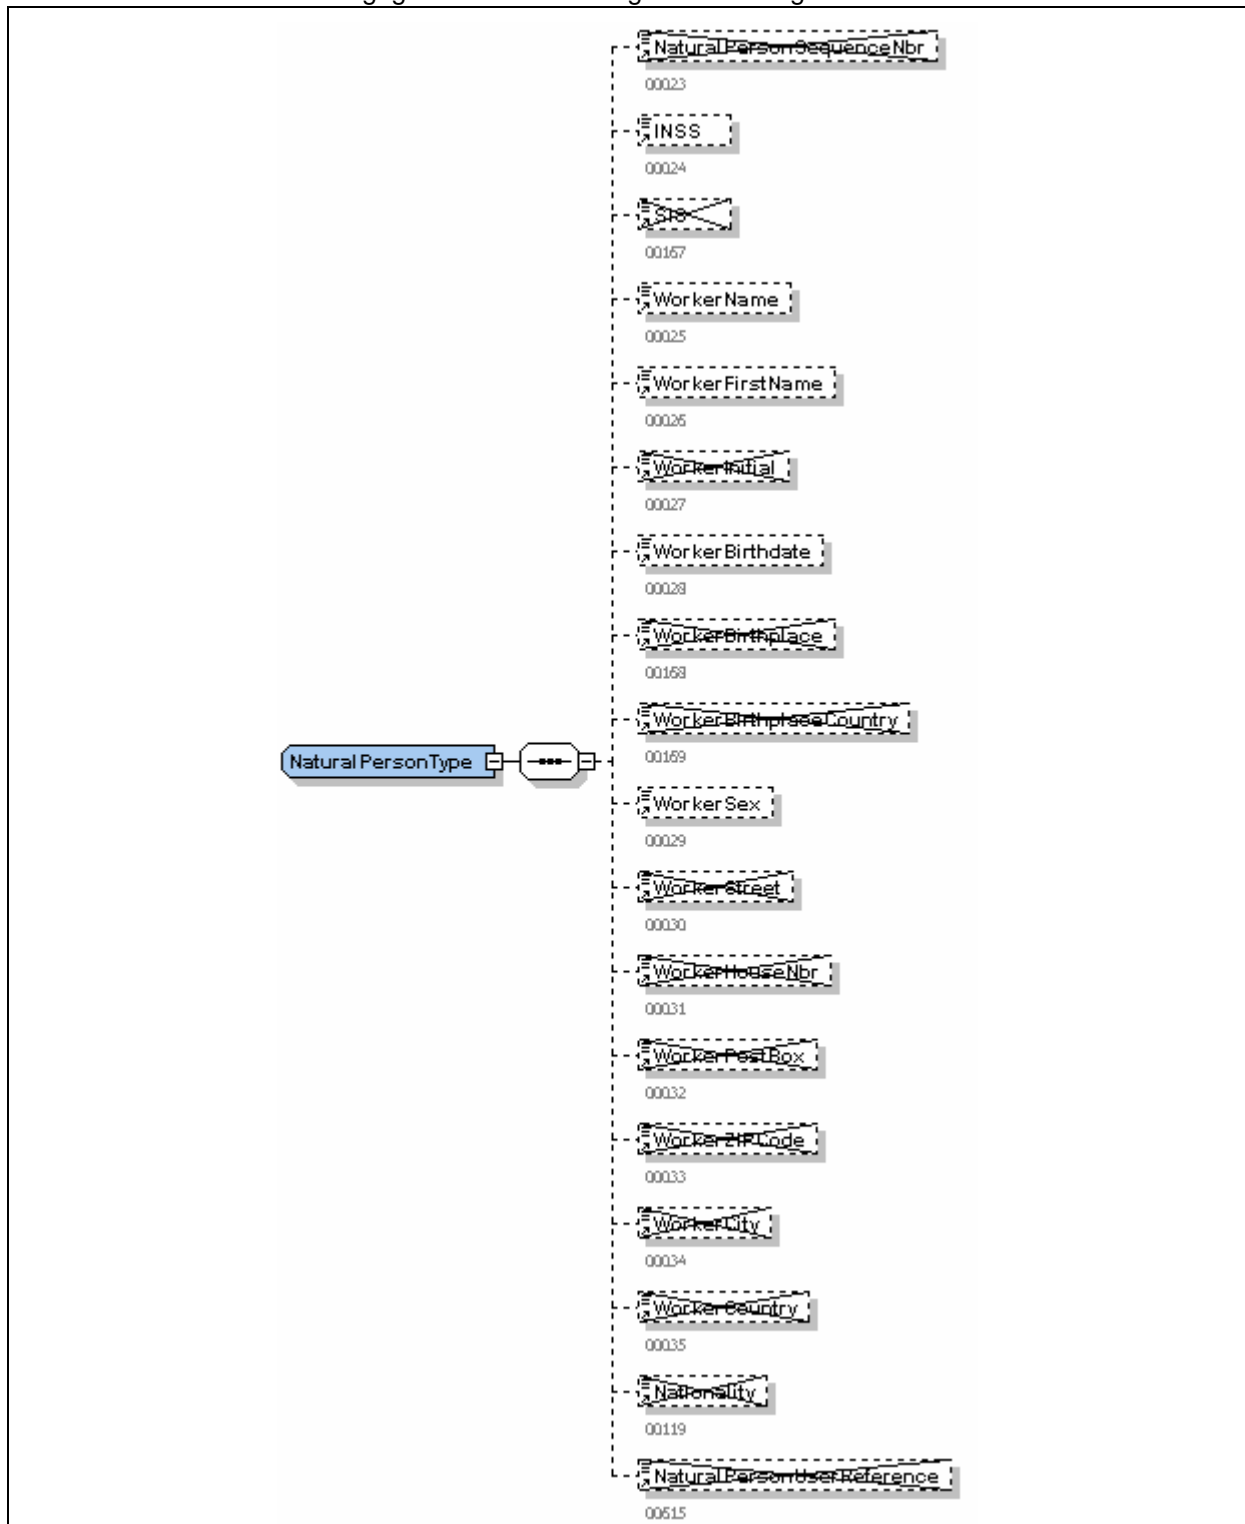 NaturalPersonSequenceNbr
00023
INSS
00024
SIS
00167
WorkerName
00025
WorkerFirstName
00026
WorkerInitial
00027
WorkerBirthdate
00028
WorkerBirthplace
00168
WorkerBirthplaceCountry
00169
NaturalPersonType
WorkerSex
00029
WorkerStreet
00030
WorkerHouseNbr
00031
WorkerPostBox
00032
WorkerZIPCode
00033
WorkerCity
00034
WorkerCountry
00035
Nationality
00119
NaturalPersonUserReference
00615